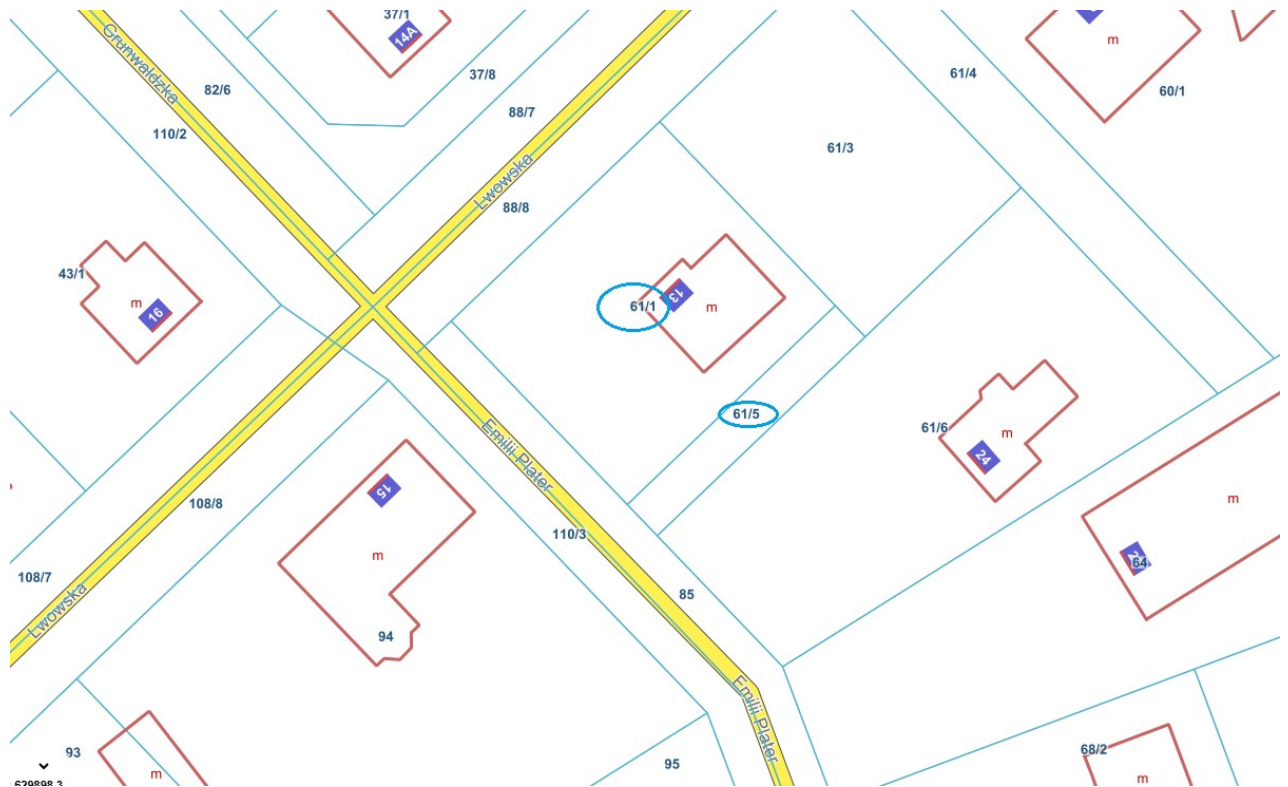 37/1
14A
m
Grunwaldzka
82/6
37/8
61/4
60/1
88/7
110/2
61/3
Lwowska
88/8
43/1
m
16
61/1
13
m
61/5
61/6
m
24
Emilii Plater
15
m
108/8
110/3
m
64
108/7
Lwowska
85
94
Emilii Plater
93
m
95
68/2
m
629898.3